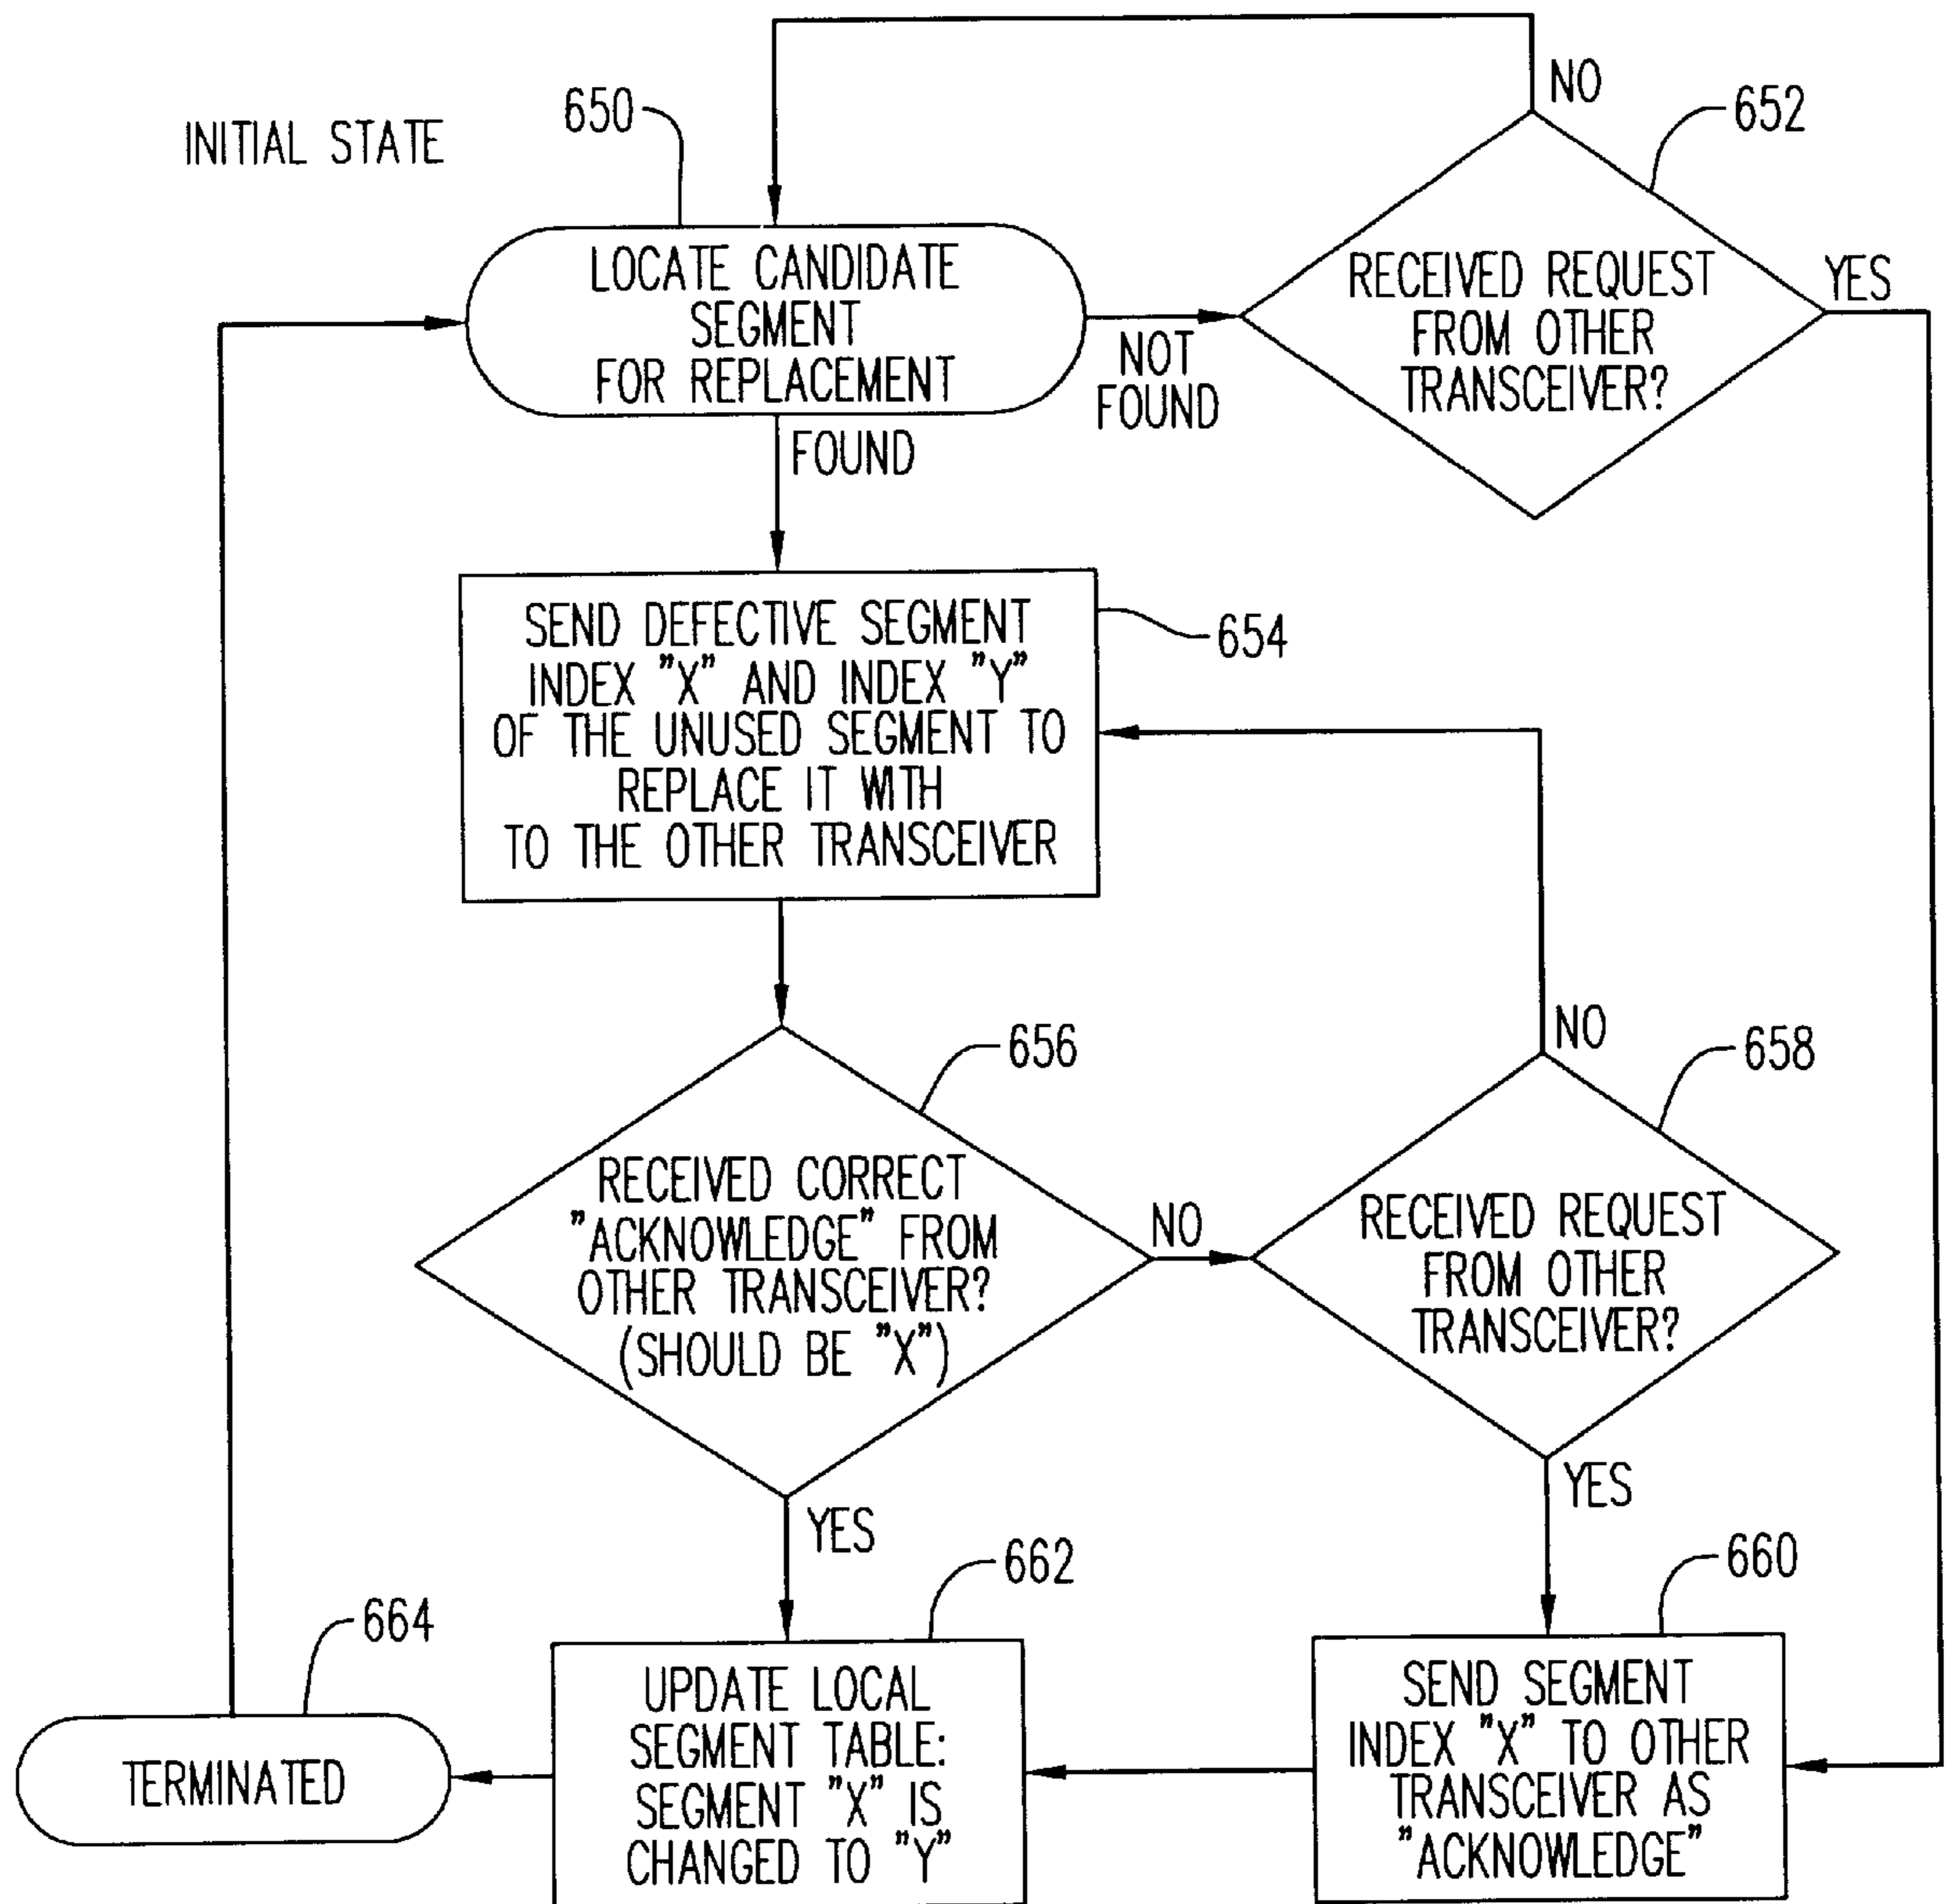 NO
650
652
INITIAL STATE
LOCATE CANDIDATE
SEGMENT
FOR REPLACEMENT
RECEIVED REQUEST
FROM OTHER
TRANSCEIVER?
YES
NOT
FOUND
FOUND
SEND DEFECTIVE SEGMENT
INDEX "X" AND INDEX "Y"
OF THE UNUSED SEGMENT TO
REPLACE IT WITH
TO THE OTHER TRANSCEIVER
654
656
NO
658
RECEIVED CORRECT
"ACKNOWLEDGE" FROM
OTHER TRANSCEIVER?
(SHOULD BE "X")
NO
RECEIVED REQUEST
FROM OTHER
TRANSCEIVER?
YES
YES
662
660
664
TERMINATED
UPDATE LOCAL
SEGMENT TABLE:
SEGMENT "X" IS
CHANGED TO "Y"
SEND SEGMENT
INDEX "X" TO OTHER
TRANSCEIVER AS
"ACKNOWLEDGE"